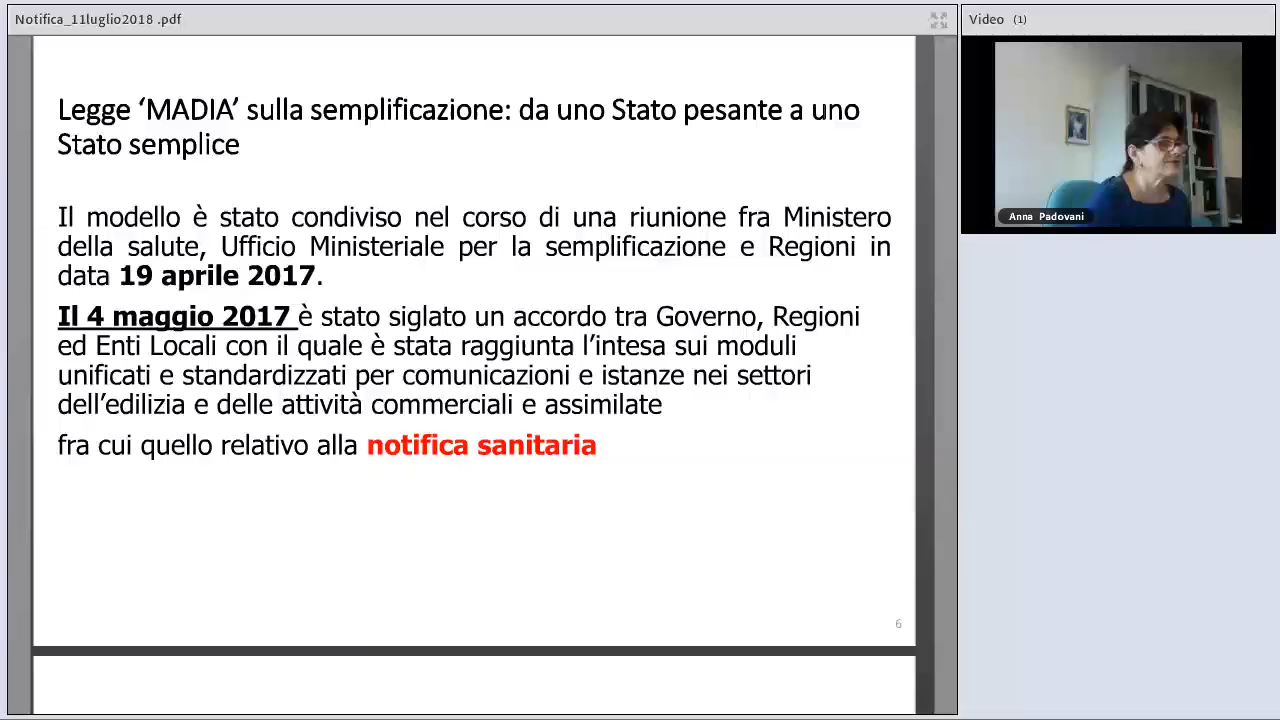 Notifica_11luglio2018 .pdf
Video (1)
Legge ‘MADIA’ sulla semplificazione: da uno Stato pesante a uno
Stato semplice
Il modello è stato condiviso nel corso di una riunione fra Ministero
della salute, Ufficio Ministeriale per la semplificazione e Regioni in
data 19 aprile 2017.
Il 4 maggio 2017 è stato siglato un accordo tra Governo, Regioni
ed Enti Locali con il quale è stata raggiunta l’intesa sui moduli
unificati e standardizzati per comunicazioni e istanze nei settori
dell’edilizia e delle attività commerciali e assimilate
fra cui quello relativo alla notifica sanitaria
6
Anna Padovani